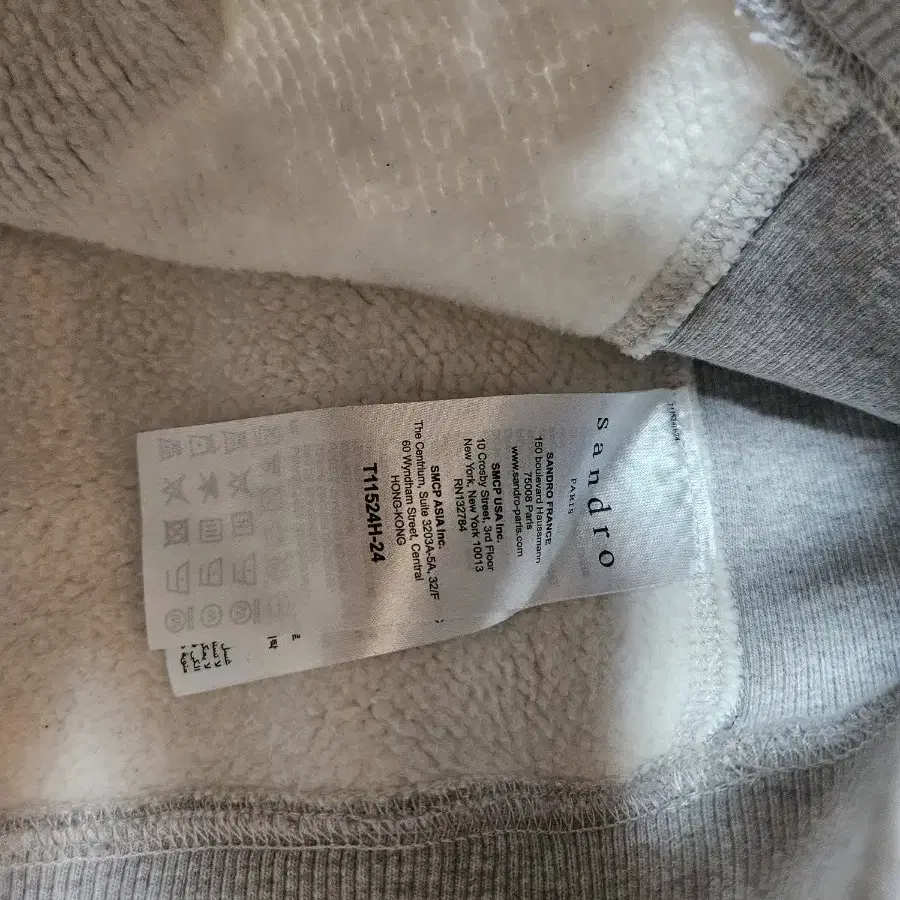 sandro
PARIS
SANDRO FRANCE
150 boulevard Haussmann
75008 Paris
www.sandro-paris.com
SMCP USA Inc.
10 Crosby Street, 3rd Floor
New York, New York 10013
RN132784
SMCP ASIA Inc.
The Centrium, Suite 3203A-5A, 32/F
60 Wyndham Street, Central
HONG-KONG
T11524H-24